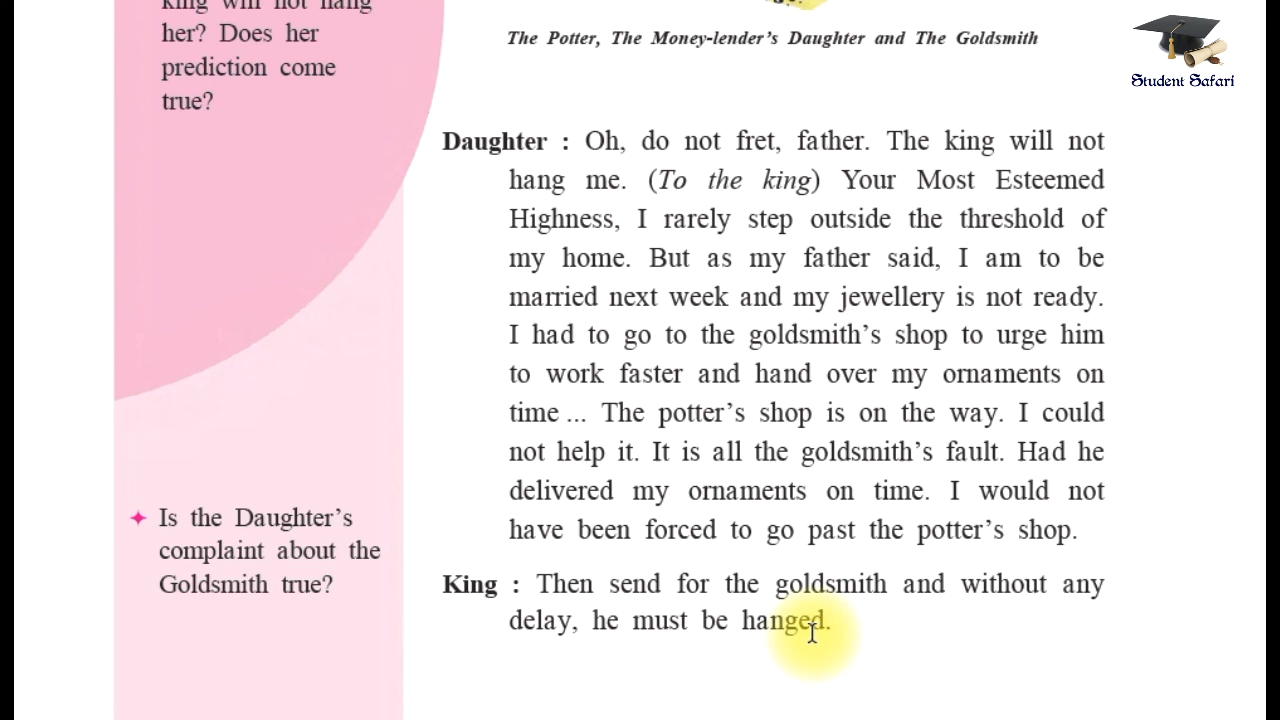 king will not hang
her? Does her
prediction come
true?
The Potter, The Money-lender's Daughter and The Goldsmith
Student Safari
Daughter : Oh, do not fret, father. The king will not
hang me. (To the king) Your Most Esteemed
Highness, I rarely step outside the threshold of
my home. But as my father said, I am to be
married next week and my jewellery is not ready.
I had to go to the goldsmith's shop to urge him
to work faster and hand over my ornaments on
time ... The potter's shop is on the way. I could
not help it. It is all the goldsmith's fault. Had he
delivered my ornaments on time. I would not
have been forced to go past the potter's shop.
✦ Is the Daughter's
complaint about the
Goldsmith true?
King : Then send for the goldsmith and without any
delay, he must be hanged.